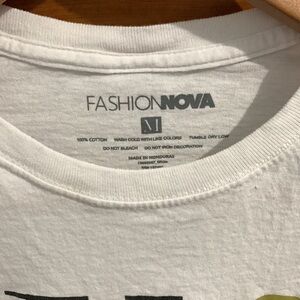 FASHIONNOVA
M
100% COTTON WASH COLD WITH LIKE COLORS TUMBLE DRY LOW
DO NOT BLEACH DO NOT IRON DECORATION
MADE IN HONDURAS